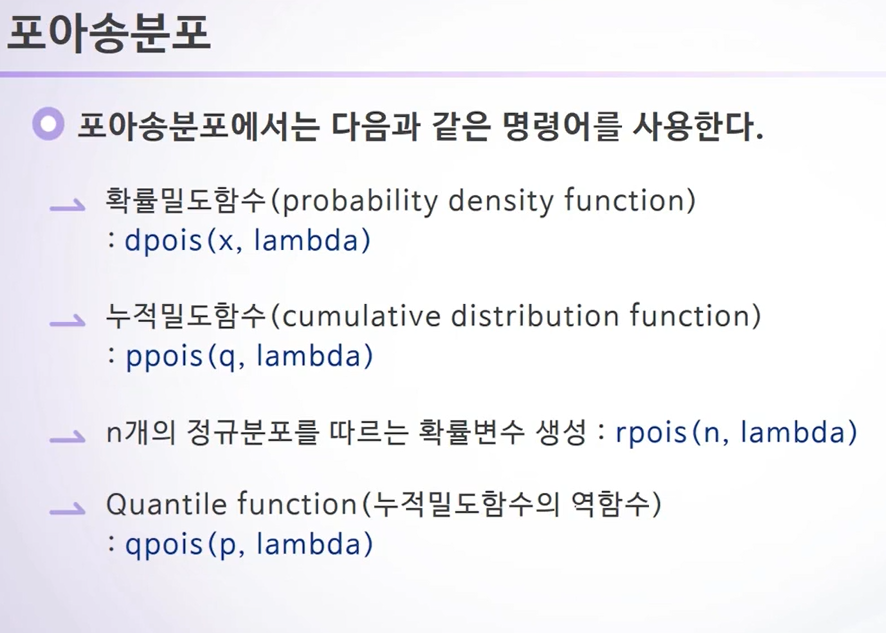 포아송분포
포아송분포에서는 다음과 같은 명령어를 사용한다.
확률밀도함수(probability density function)
: dpois(x, lambda)
누적밀도함수(cumulative distribution function)
: ppois(q, lambda)
n개의 정규분포를 따르는 확률변수 생성 : rpois(n, lambda)
Quantile function(누적밀도함수의 역함수)
: qpois(p, lambda)